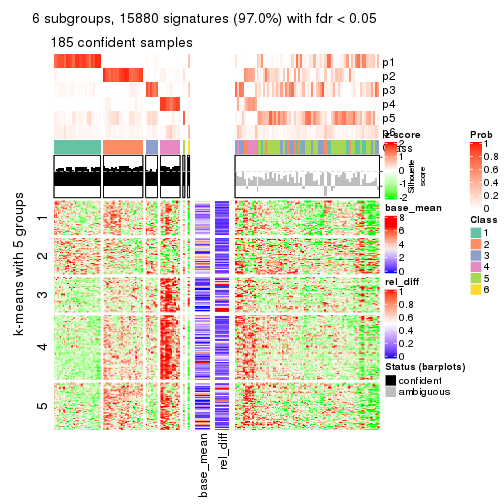 6 subgroups, 15880 signatures (97.0%) with fdr < 0.05
185 confident samples
p1
p2
p3
p4
p5
p6
Class
Silhouette
score
k-means with 5 groups
1
2
3
4
5
base_mean
rel_diff
z_score
2
1
0
-1
-2
base_mean
8
6
4
2
0
rel_diff
1
0.8
0.6
0.4
0.2
0
Status (barplots)
confident
ambiguous
Prob
1
0.8
0.6
0.4
0.2
0
Class
1
2
3
4
5
6